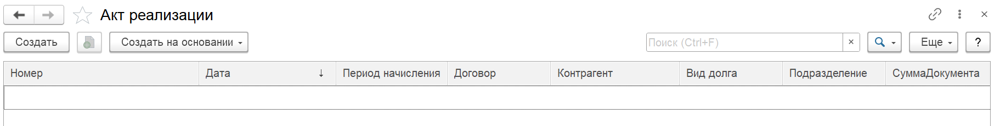 Акт реализации
Создать Создать на основании Поиск (Ctrl+F) × Еще ?
Номер Дата ↓ Период начисления Договор Контрагент Вид долга Подразделение СуммаДокумента